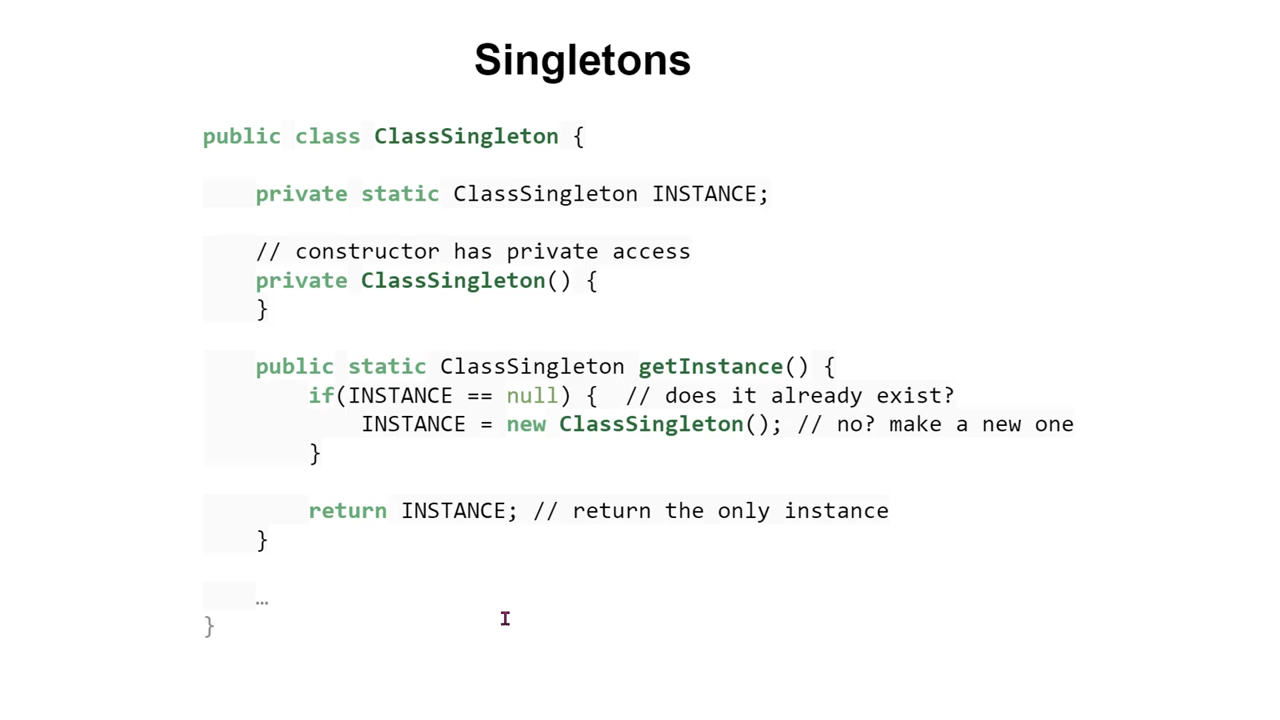 Singletons
public class ClassSingleton {
private static ClassSingleton INSTANCE;
// constructor has private access
private ClassSingleton() {
}
public static ClassSingleton getInstance() {
if(INSTANCE == null) {  // does it already exist?
INSTANCE = new ClassSingleton(); // no? make a new one
}
return INSTANCE; // return the only instance
}
…
}